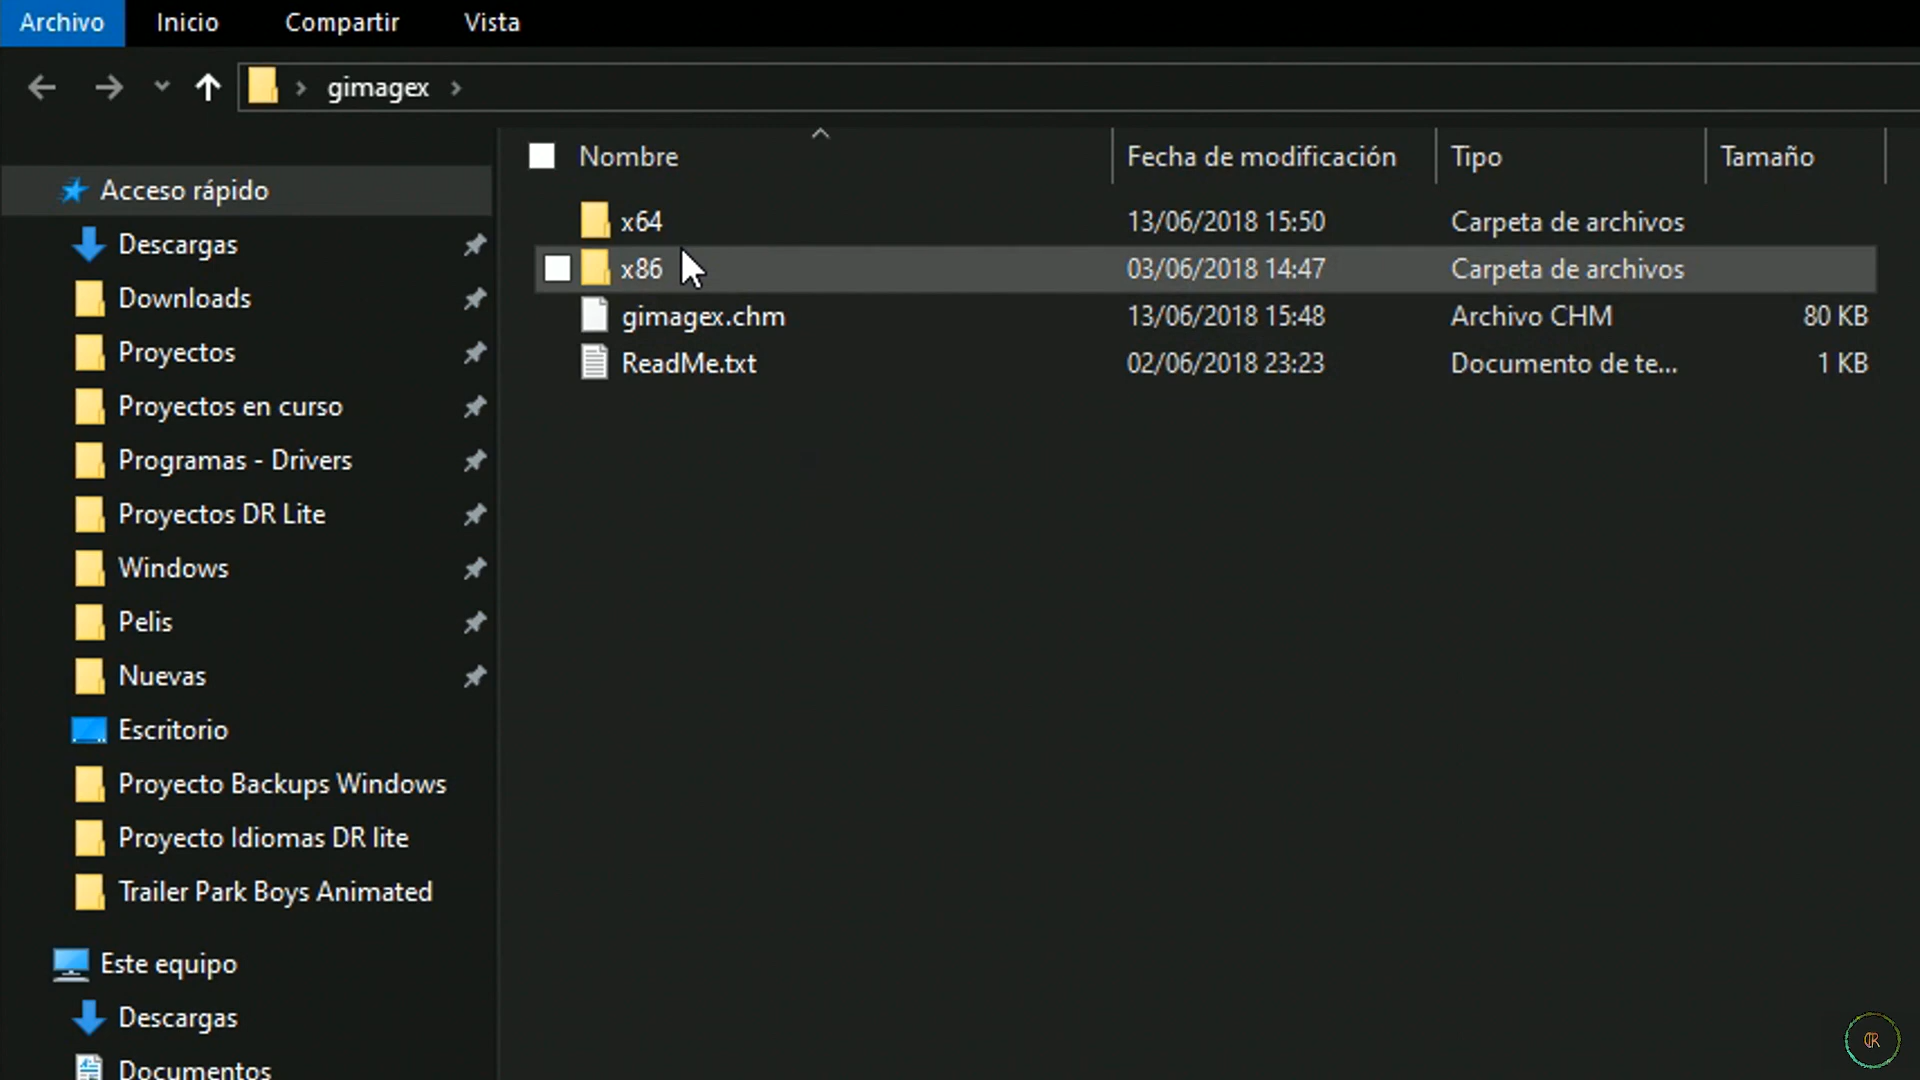 Archivo Inicio Compartir Vista
gimagex
Nombre Fecha de modificación Tipo Tamaño
x64 13/06/2018 15:50 Carpeta de archivos
x86 03/06/2018 14:47 Carpeta de archivos
gimagex.chm 13/06/2018 15:48 Archivo CHM 80 KB
ReadMe.txt 02/06/2018 23:23 Documento de te... 1 KB
Acceso rápido
Descargas
Downloads
Proyectos
Proyectos en curso
Programas - Drivers
Proyectos DR Lite
Windows
Pelis
Nuevas
Escritorio
Proyecto Backups Windows
Proyecto Idiomas DR lite
Trailer Park Boys Animated
Este equipo
Descargas
Documentos